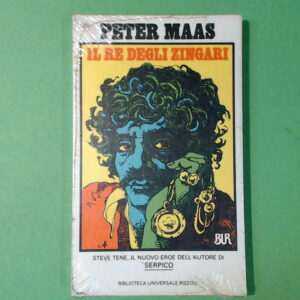 PETER MAAS
IL RE DEGLI ZINGARI
BUR
STEVE TENE, IL NUOVO EROE DELL'AUTORE DI
SERPICO
BIBLIOTECA UNIVERSALE RIZZOLI